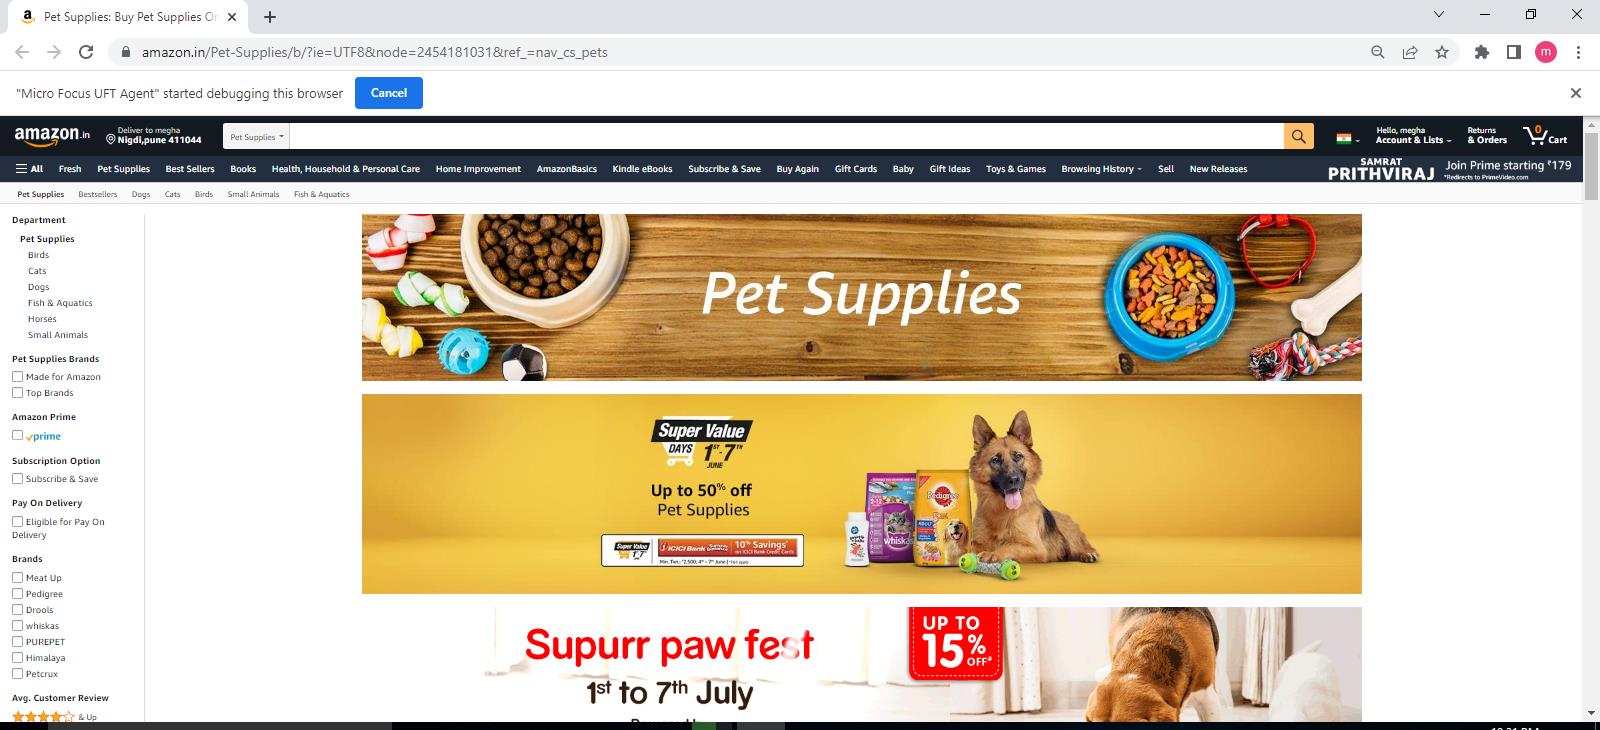 Pet Supplies: Buy Pet Supplies On
amazon.in/Pet-Supplies/b/?ie=UTF8&node=2454181031&ref_=nav_cs_pets
m
"Micro Focus UFT Agent" started debugging this browser
Cancel
amazon.in
Deliver to megha
Nigdi,pune 411044
Pet Supplies
Hello, megha
Account & Lists
Returns
& Orders
0
Cart
All Fresh Pet Supplies Best Sellers Books Health, Household & Personal Care Home Improvement AmazonBasics Kindle eBooks Subscribe & Save Buy Again Gift Cards Baby Gift Ideas Toys & Games Browsing History Sell New Releases
SAMRAT
PRITHVIRAJ
Join Prime starting ₹179
*Redirects to PrimeVideo.com
Pet Supplies Bestsellers Dogs Cats Birds Small Animals Fish & Aquatics
Department
Pet Supplies
Birds
Cats
Dogs
Fish & Aquatics
Horses
Small Animals
Pet Supplies Brands
Made for Amazon
Top Brands
Amazon Prime
prime
Subscription Option
Subscribe & Save
Pay On Delivery
Eligible for Pay On
Delivery
Brands
Meat Up
Pedigree
Drools
whiskas
PUREPET
Himalaya
Petcrux
Avg. Customer Review
& Up
Pet Supplies
Super Value
DAYS 1ST-7TH
JUNE
Up to 50% off
Pet Supplies
Super Value
ICICI Bank
10% Savings*
on ICICI Bank Credit Cards
Min. Txn.: ₹2,500; 4th - 7th June | *T&C apply
whiskas
Pedigree
ADULT
Supurr paw fest
1st to 7th July
UP TO
15%
OFF*